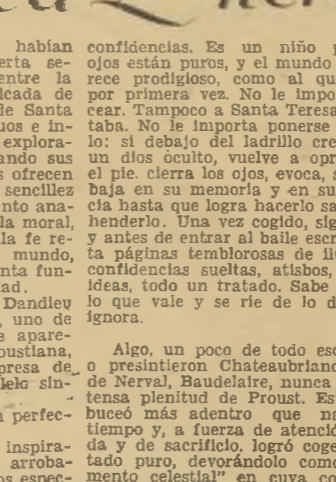 habían
erta se-
entre la
icada de
de Santa
uos e in-
explora-
ando sus
s ofrecen
sencillez
nto ana-
la moral,
la fe re-
mundo,
nta fun-
ad.
Dandieu
, uno de
e apare-
oustiana,
presa de
lelo sin-
a perfec-
inspira-
arroba-
os espec-
confidencias. Es un niño
ojos están puros, y el mundo
rece prodigioso, como al qu
por primera vez. No le impo
cear. Tampoco a Santa Teresa
taba. No le importa ponerse
lo: si debajo del ladrillo cre
un dios oculto, vuelve a opr
el pie. cierra los ojos, evoca, s
baja en su memoria y en su
cia hasta que logra hacerlo sa
henderlo. Una vez cogido, sig
y antes de entrar al baile escr
ta páginas temblorosas de il
confidencias sueltas, atisbos,
ideas, todo un tratado. Sabe
lo que vale y se ríe de lo d
ignora.
Algo, un poco de todo eso
o presintieron Chateaubrianc
de Nerval, Baudelaire, nunca
tensa plenitud de Proust. Es
buceó más adentro que na
tiempo y, a fuerza de atenció
da y de sacrificio. logró coge
tado puro, devorándolo com
mento celestial" en cuya co